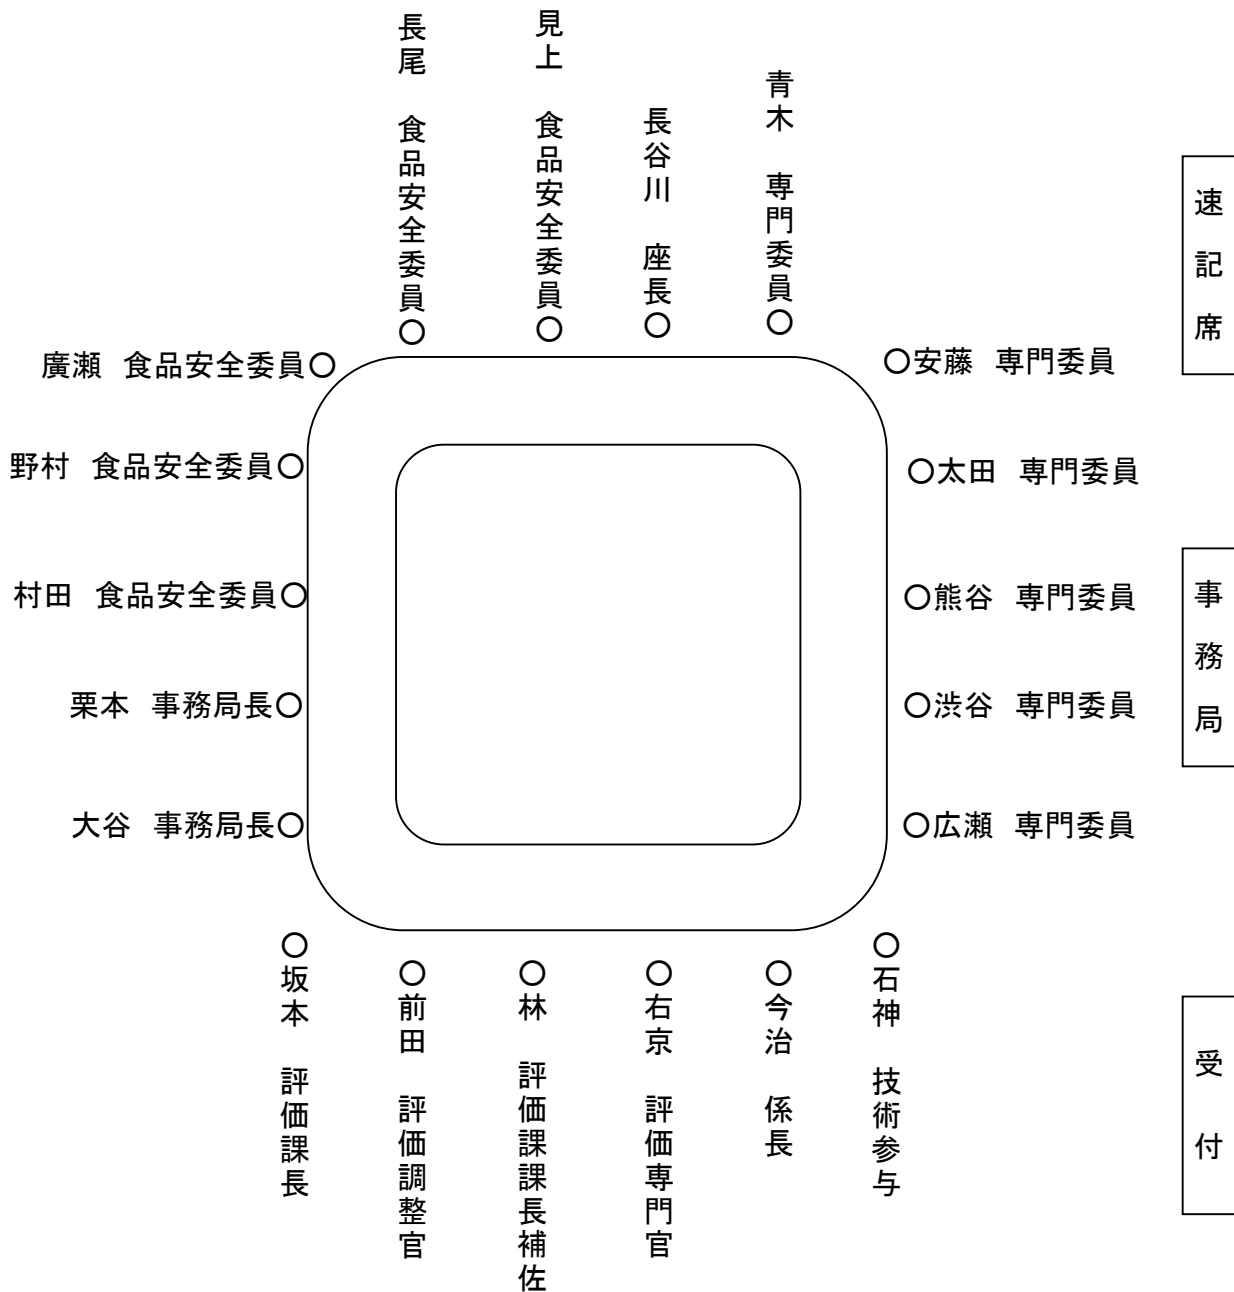 長尾　食品安全委員○
見上　食品安全委員○
長谷川　座長○
青木　専門委員○
廣瀬　食品安全委員○
野村　食品安全委員○
村田　食品安全委員○
栗本　事務局長○
大谷　事務局長○
○安藤　専門委員
○太田　専門委員
○熊谷　専門委員
○渋谷　専門委員
○広瀬　専門委員
○坂本　評価課長
○前田　評価調整官
○林　評価課課長補佐
○右京　評価専門官
○今治　係長
○石神　技術参与
速記席
事務局
受付